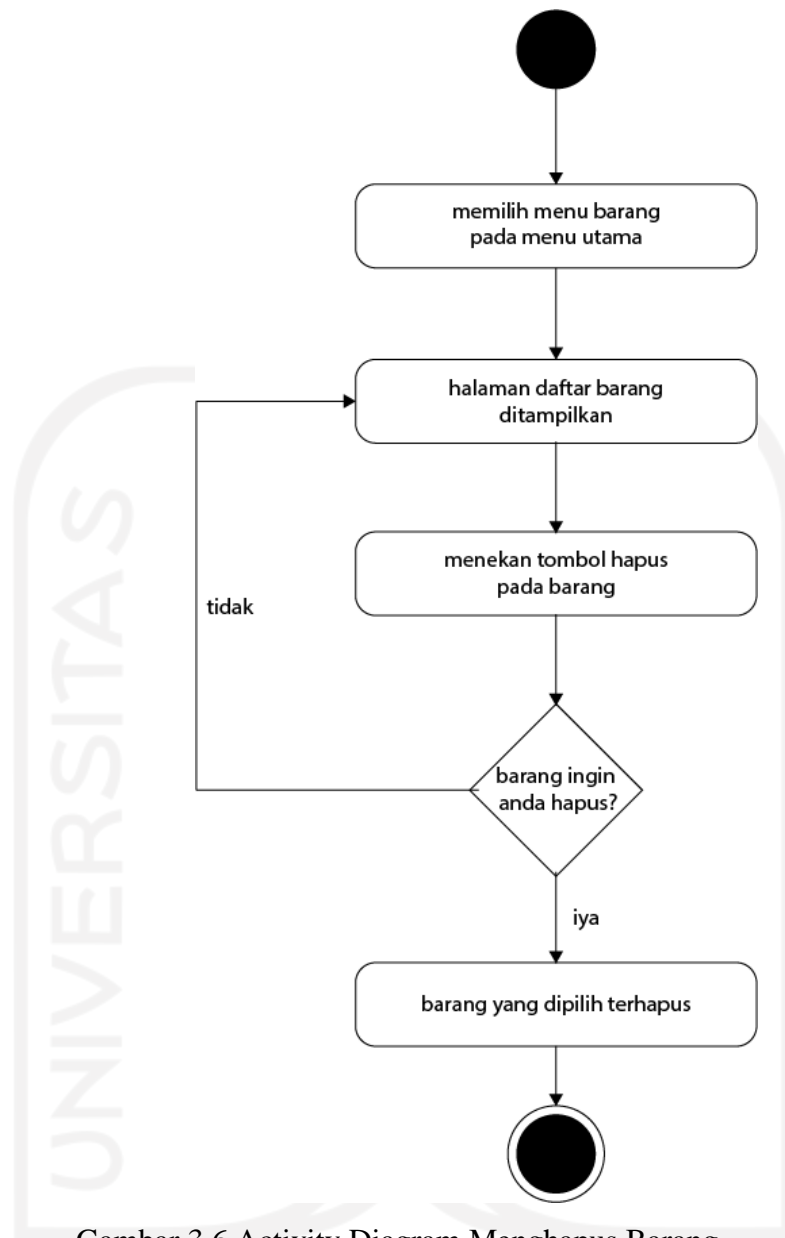 memilih menu barang
pada menu utama
halaman daftar barang
ditampilkan
menekan tombol hapus
pada barang
tidak
barang ingin
anda hapus?
iya
barang yang dipilih terhapus
UNIVERSITAS
Gambar 3.6 Activity Diagram Menghapus Barang